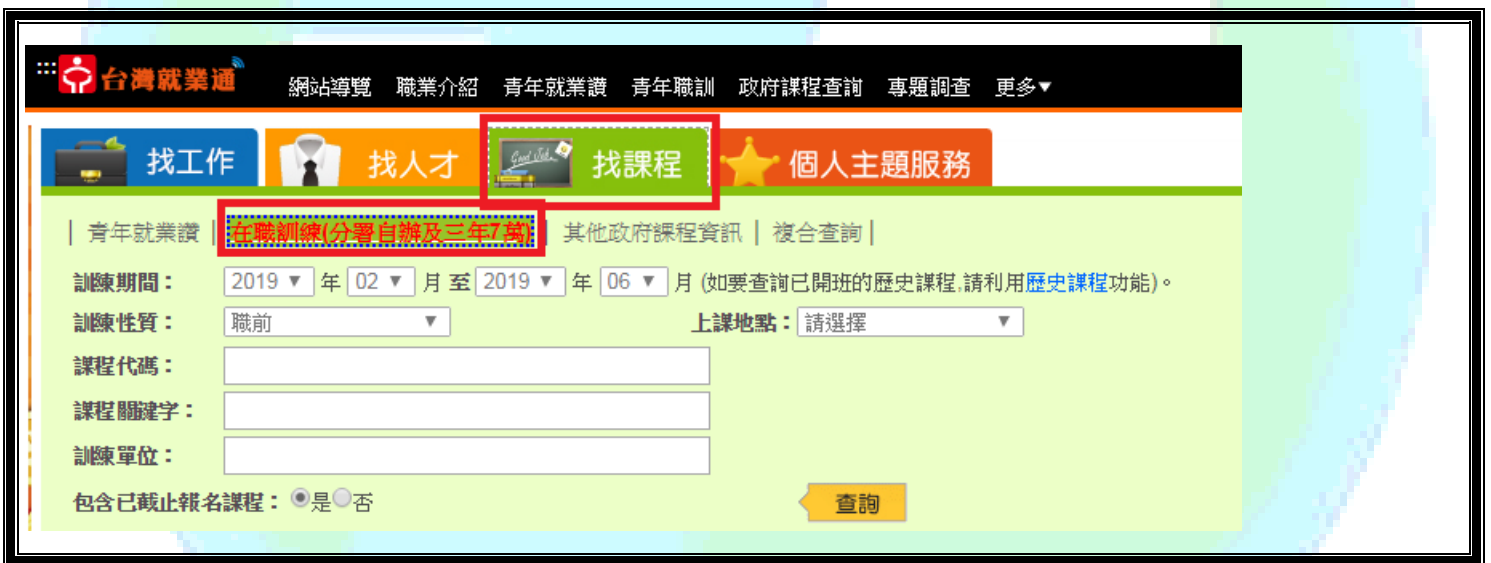 台灣就業通 網站導覽 職業介紹 青年就業讚 青年職訓 政府課程查詢 專題調查 更多▼
找工作 找人才 Good Job 找課程 個人主題服務
| 青年就業讚 | 在職訓練(分署自辦及三年7萬) | 其他政府課程資訊 | 複合查詢 |
訓練期間： 2019 ▼ 年 02 ▼ 月 至 2019 ▼ 年 06 ▼ 月 (如要查詢已開班的歷史課程,請利用歷史課程功能)。
訓練性質： 職前 ▼ 上課地點： 請選擇 ▼
課程代碼：
課程關鍵字：
訓練單位：
包含已截止報名課程： 是 否 查詢